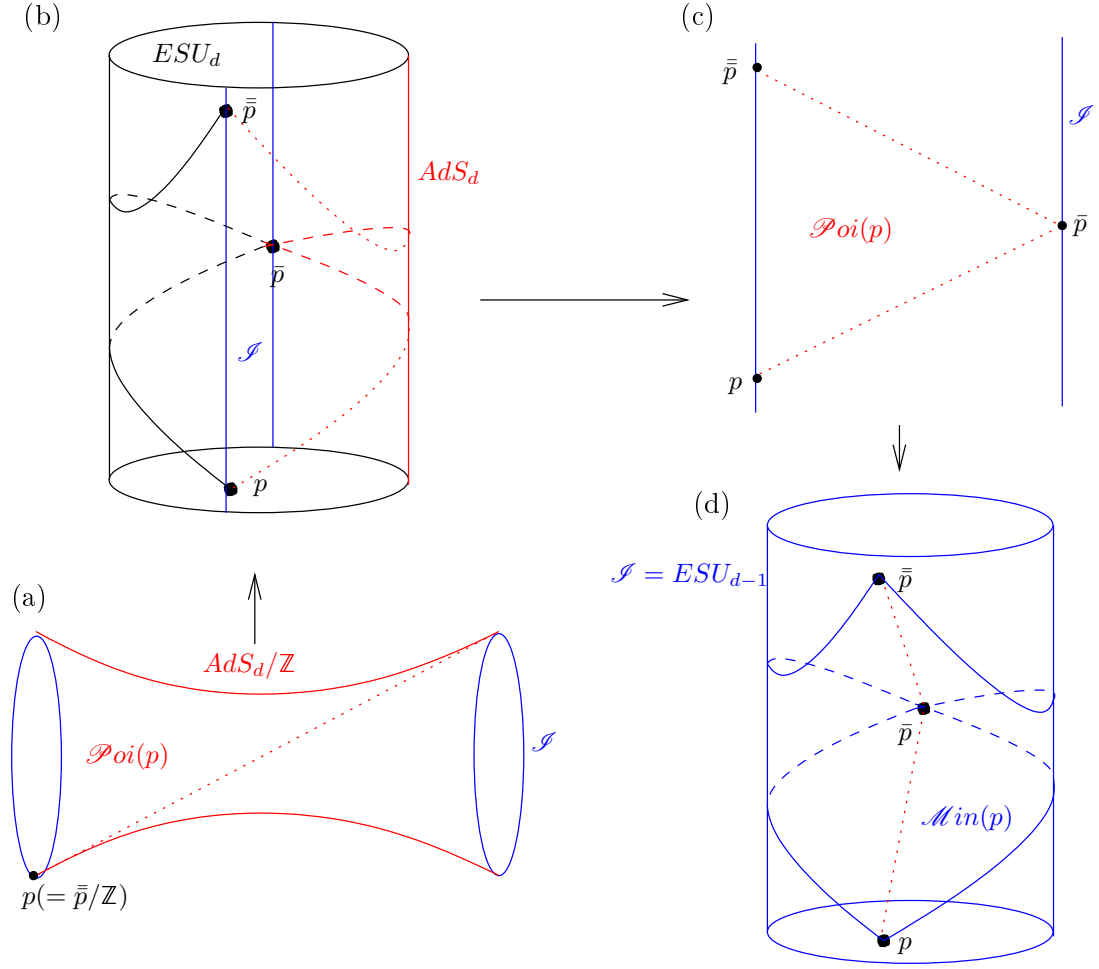 (b)
ESU_d
p̿
AdS_d
p̄
𝓘
p
(c)
p̿
𝓘
𝒫oi(p)
p̄
p
(a)
AdS_d/ℤ
𝒫oi(p)
𝓘
p(= p̿/ℤ)
(d)
𝓘 = ESU_{d−1}
p̿
p̄
ℳin(p)
p